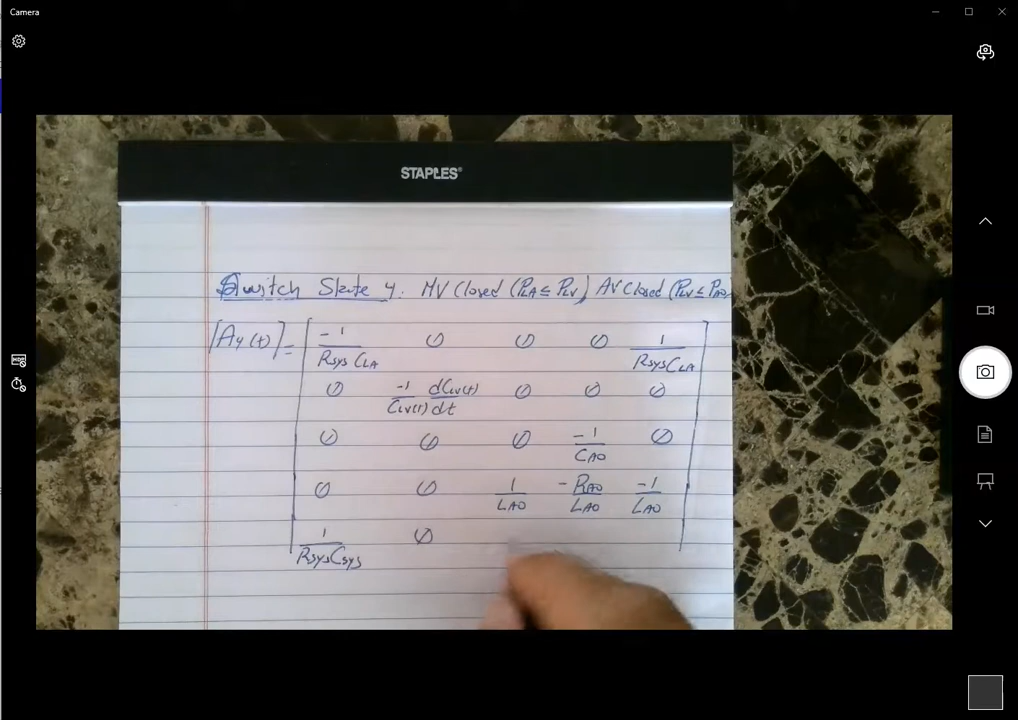 Camera
STAPLES
Switch State 4: MV Closed (PLA ≤ PLV) AV Closed (PLV ≤ PAO)
[A4(t)] = [ -1/(Rsys CLA) 0 0 0 1/(Rsys CLA) ]
0 -1/CLV(t) dCLV(t)/dt 0 0 0
0 0 0 -1/CAO 0
0 0 1/LAO -RAO/LAO -1/LAO
1/(Rsys Csys) 0